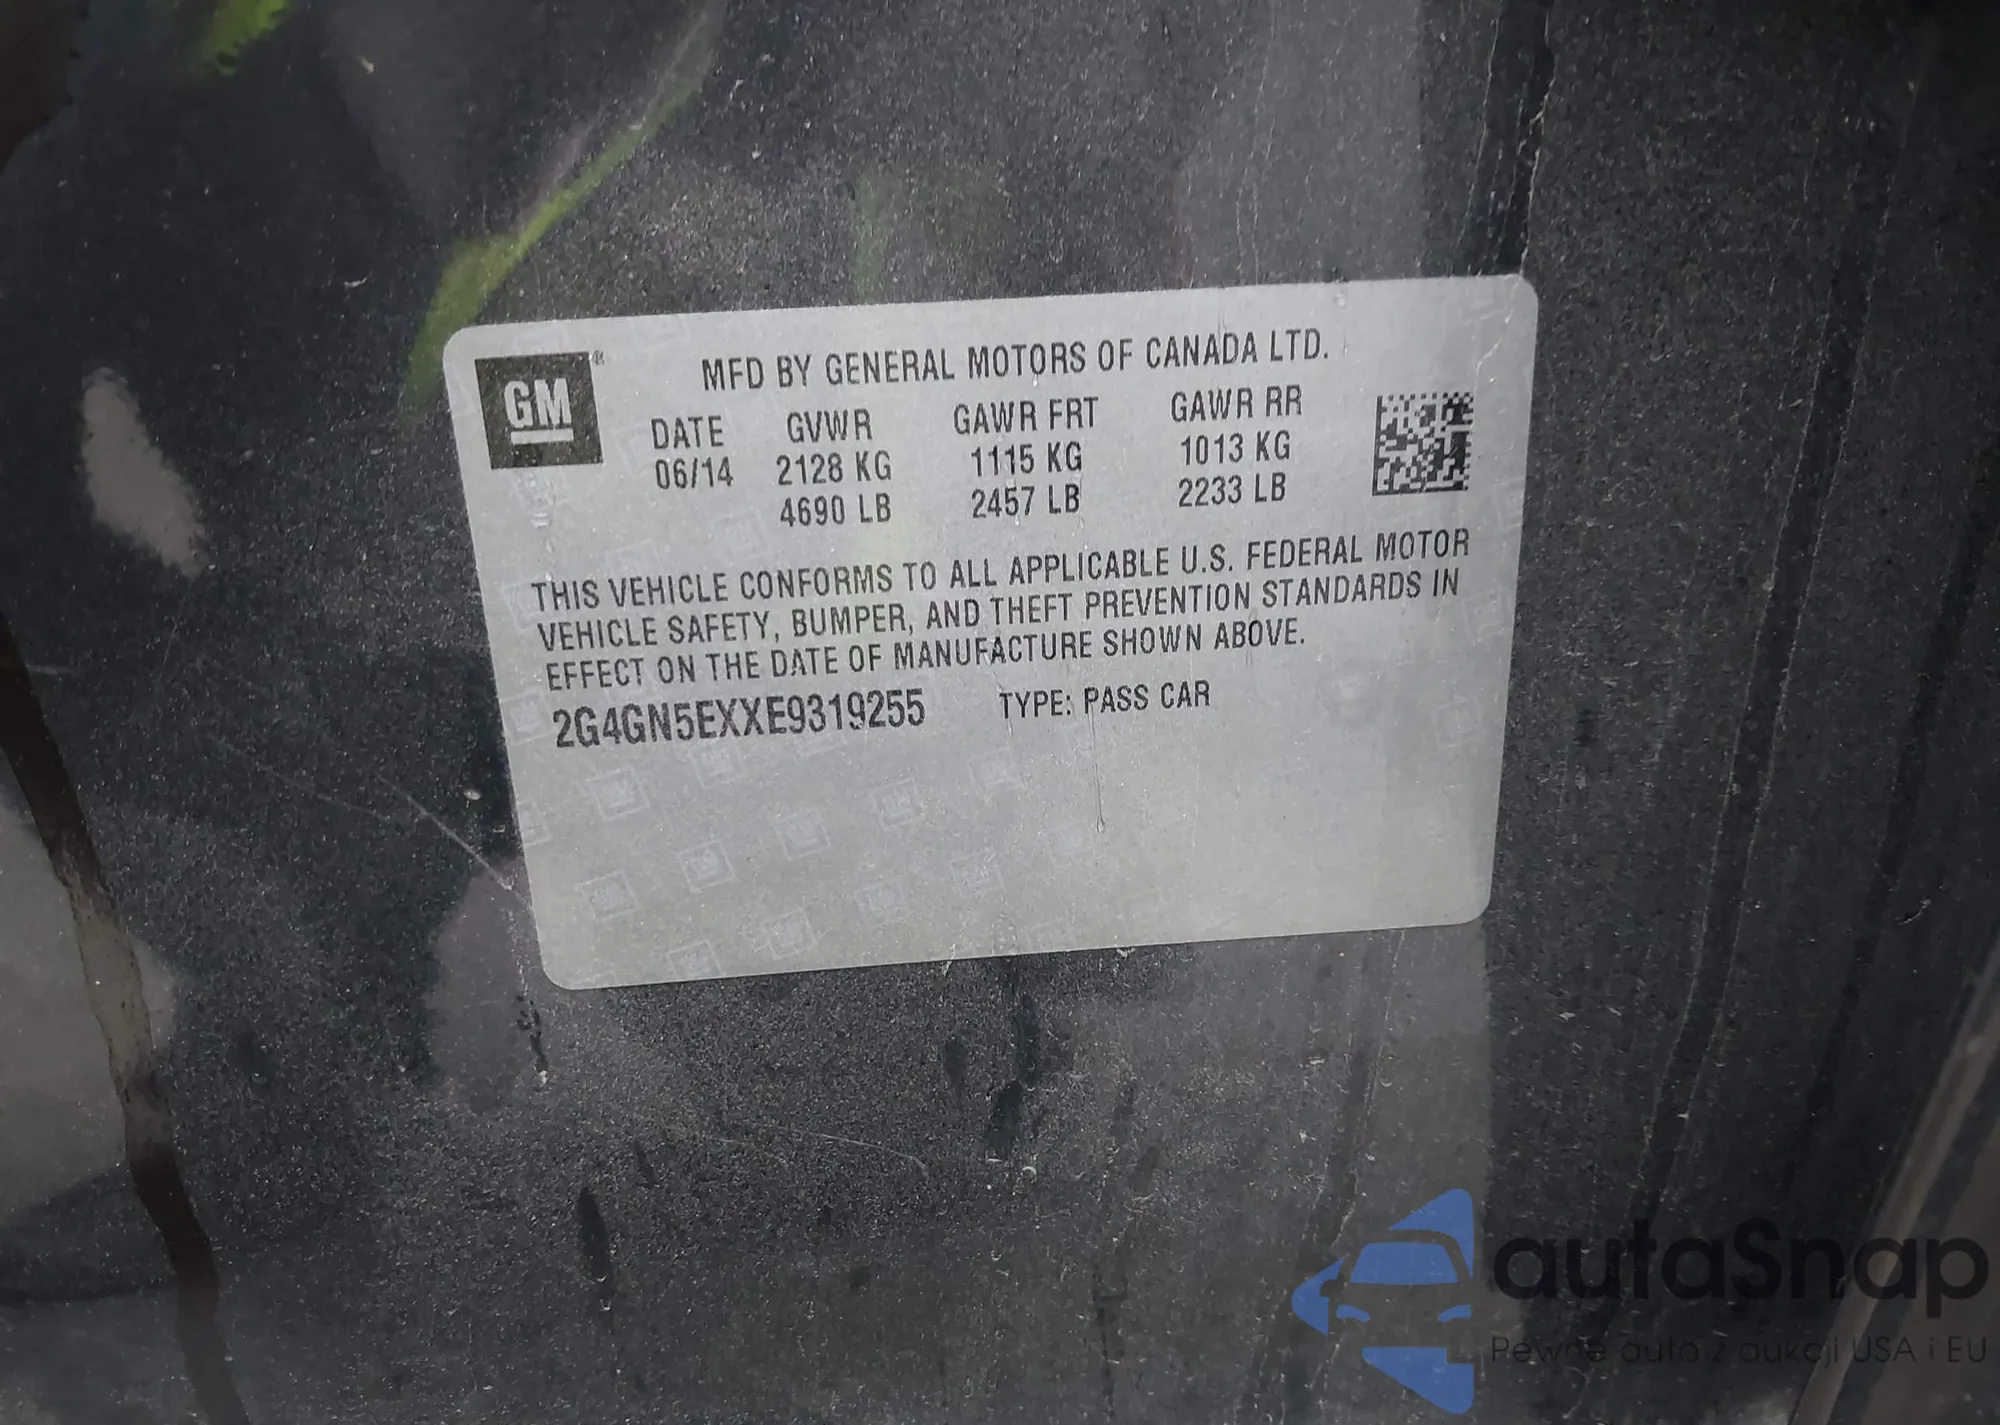 GM
MFD BY GENERAL MOTORS OF CANADA LTD.
DATE GVWR GAWR FRT GAWR RR
06/14 2128 KG 1115 KG 1013 KG
4690 LB 2457 LB 2233 LB
THIS VEHICLE CONFORMS TO ALL APPLICABLE U.S. FEDERAL MOTOR
VEHICLE SAFETY, BUMPER, AND THEFT PREVENTION STANDARDS IN
EFFECT ON THE DATE OF MANUFACTURE SHOWN ABOVE.
2G4GN5EXXE9319255 TYPE: PASS CAR
autaSnap
Pewne auta z aukcji USA i EU